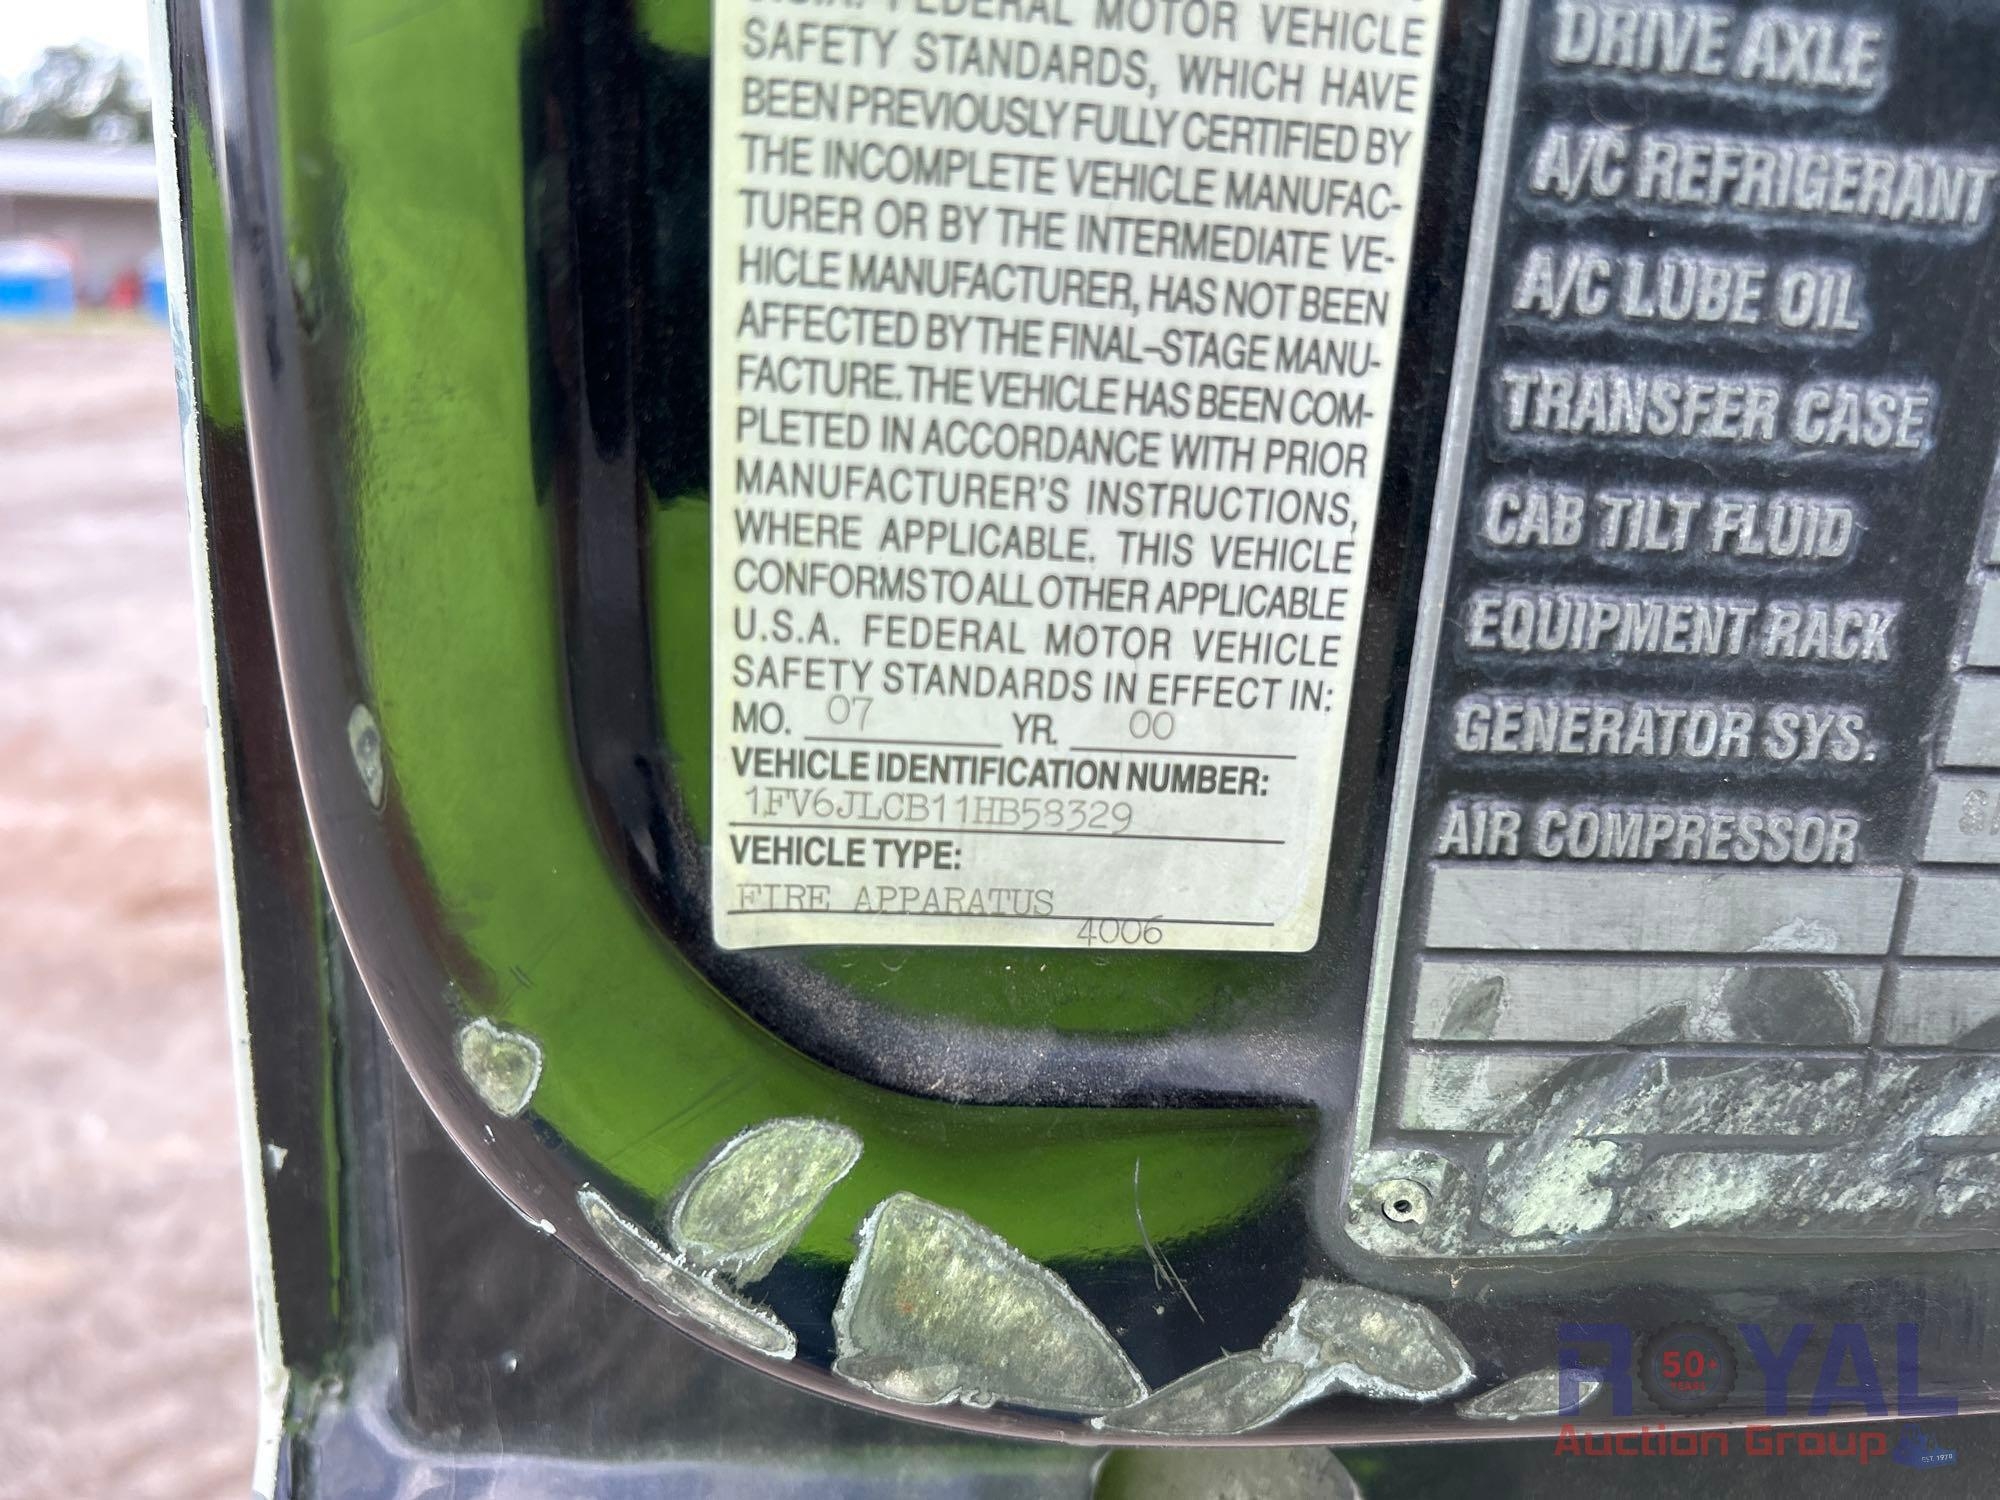 FEDERAL MOTOR VEHICLE
SAFETY STANDARDS, WHICH HAVE
BEEN PREVIOUSLY FULLY CERTIFIED BY
THE INCOMPLETE VEHICLE MANUFAC-
TURER OR BY THE INTERMEDIATE VE-
HICLE MANUFACTURER, HAS NOT BEEN
AFFECTED BY THE FINAL-STAGE MANU-
FACTURE. THE VEHICLE HAS BEEN COM-
PLETED IN ACCORDANCE WITH PRIOR
MANUFACTURER'S INSTRUCTIONS,
WHERE APPLICABLE. THIS VEHICLE
CONFORMS TO ALL OTHER APPLICABLE
U.S.A. FEDERAL MOTOR VEHICLE
SAFETY STANDARDS IN EFFECT IN:
MO. 07 YR. 00
VEHICLE IDENTIFICATION NUMBER:
1FV6JLCB11HB58329
VEHICLE TYPE:
FIRE APPARATUS
4006
DRIVE AXLE
A/C REFRIGERANT
A/C LUBE OIL
TRANSFER CASE
CAB TILT FLUID
EQUIPMENT RACK
GENERATOR SYS.
AIR COMPRESSOR
ROYAL
50+
YEARS
Auction Group
EST. 1970